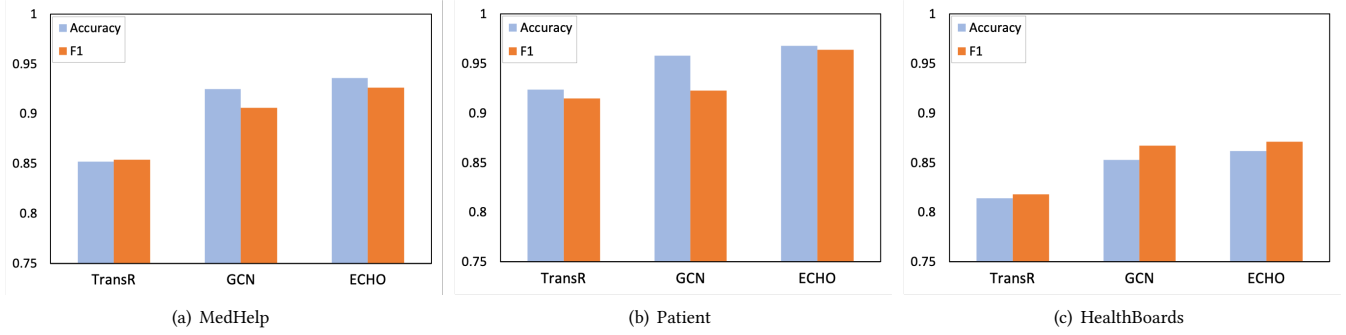 1
0.95
0.9
0.85
0.8
0.75
Accuracy
F1
TransR GCN ECHO
(a) MedHelp
1
0.95
0.9
0.85
0.8
0.75
Accuracy
F1
TransR GCN ECHO
(b) Patient
1
0.95
0.9
0.85
0.8
0.75
Accuracy
F1
TransR GCN ECHO
(c) HealthBoards